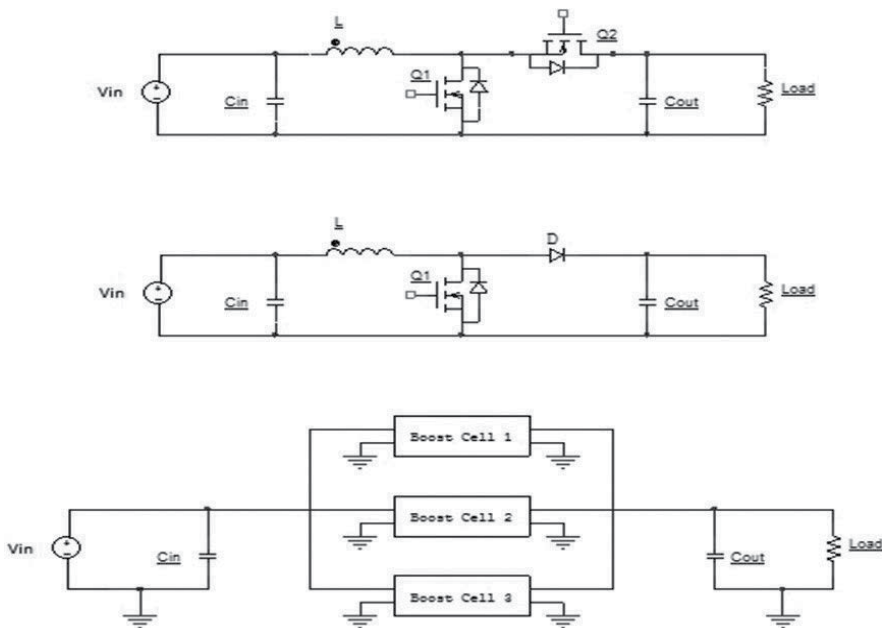 L
Q2
Q1
Vin
+
−
Cin
Cout
Load
L
D
Q1
Vin
+
−
Cin
Cout
Load
Boost Cell 1
Boost Cell 2
Vin
+
−
Cin
Cout
Load
Boost Cell 3